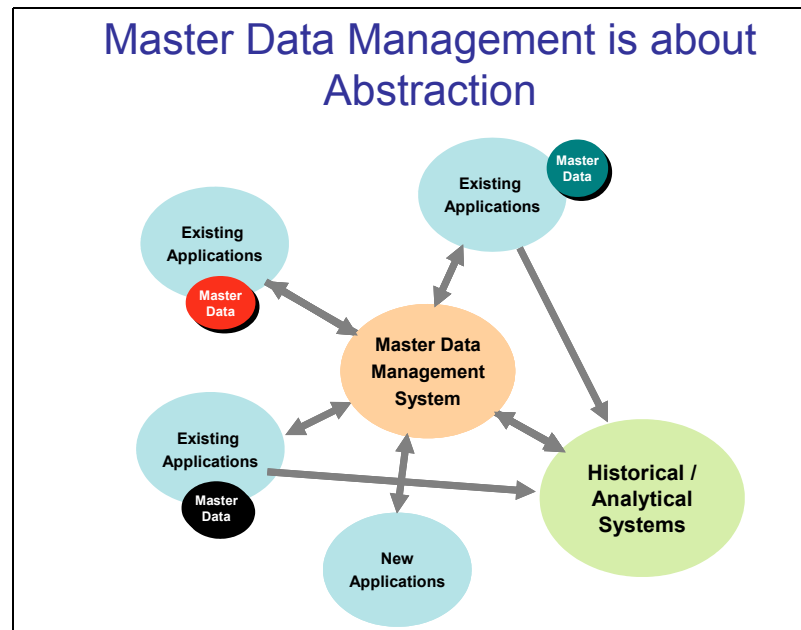 Master Data Management is about
Abstraction
Master
Data
Existing
Applications
Existing
Applications
Master
Data
Master Data
Management
System
Existing
Applications
Master
Data
Historical /
Analytical
Systems
New
Applications